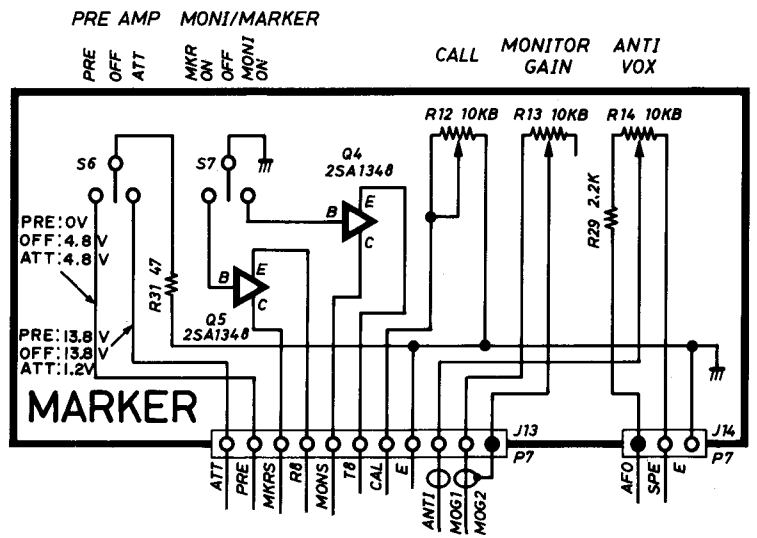 PRE AMP
MONI/MARKER
PRE
OFF
ATT
MKR
ON
OFF
MONI
ON
CALL
MONITOR
GAIN
ANTI
VOX
R12 10KB
R13 10KB
R14 10KB
S6
S7
Q4
2SA1348
E
B
C
PRE:0V
OFF:4.8V
ATT:4.8V
R31 47
R29 2.2K
B
E
C
Q5
2SA1348
PRE:13.8V
OFF:13.8V
ATT:1.2V
MARKER
J13
P7
J14
P7
ATT
PRE
MKRS
R8
MONS
T8
CAL
E
ANTI
MOG1
MOG2
AFO
SPE
E